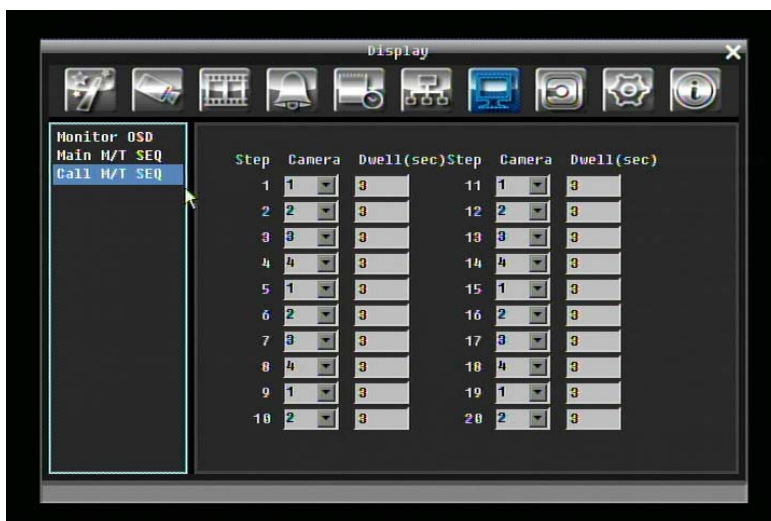 Display
Monitor OSD
Main M/T SEQ
Call M/T SEQ
Step Camera Dwell(sec)Step Camera Dwell(sec)
1 1 3 11 1 3
2 2 3 12 2 3
3 3 3 13 3 3
4 4 3 14 4 3
5 1 3 15 1 3
6 2 3 16 2 3
7 3 3 17 3 3
8 4 3 18 4 3
9 1 3 19 1 3
10 2 3 20 2 3